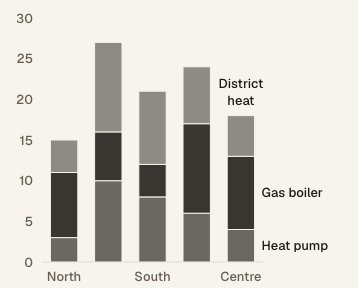 30
25
20
15
10
5
0
District
heat
Gas boiler
Heat pump
North
South
Centre